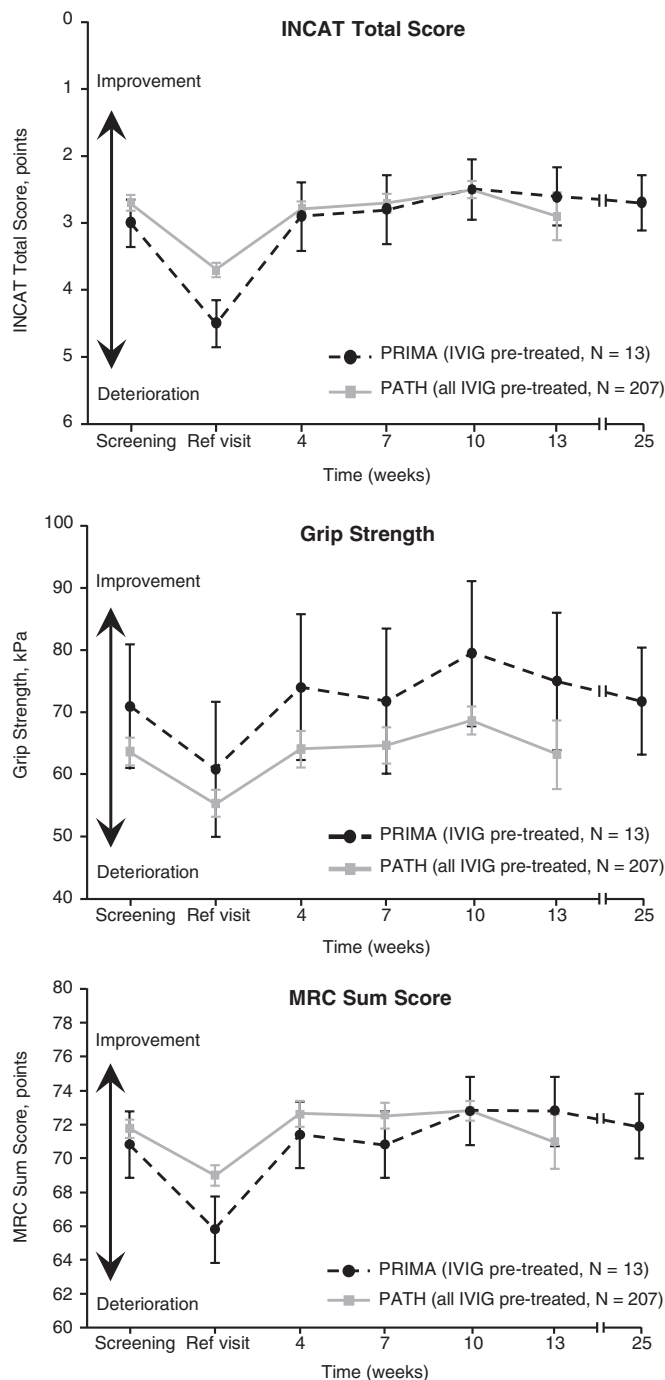 INCAT Total Score
0
1
2
3
4
5
6
INCAT Total Score, points
Improvement
Deterioration
PRIMA (IVIG pre-treated, N = 13)
PATH (all IVIG pre-treated, N = 207)
Screening Ref visit 4 7 10 13 25
Time (weeks)
Grip Strength
100
90
80
70
60
50
40
Grip Strength, kPa
Improvement
Deterioration
PRIMA (IVIG pre-treated, N = 13)
PATH (all IVIG pre-treated, N = 207)
Screening Ref visit 4 7 10 13 25
Time (weeks)
MRC Sum Score
80
78
76
74
72
70
68
66
64
62
60
MRC Sum Score, points
Improvement
Deterioration
PRIMA (IVIG pre-treated, N = 13)
PATH (all IVIG pre-treated, N = 207)
Screening Ref visit 4 7 10 13 25
Time (weeks)